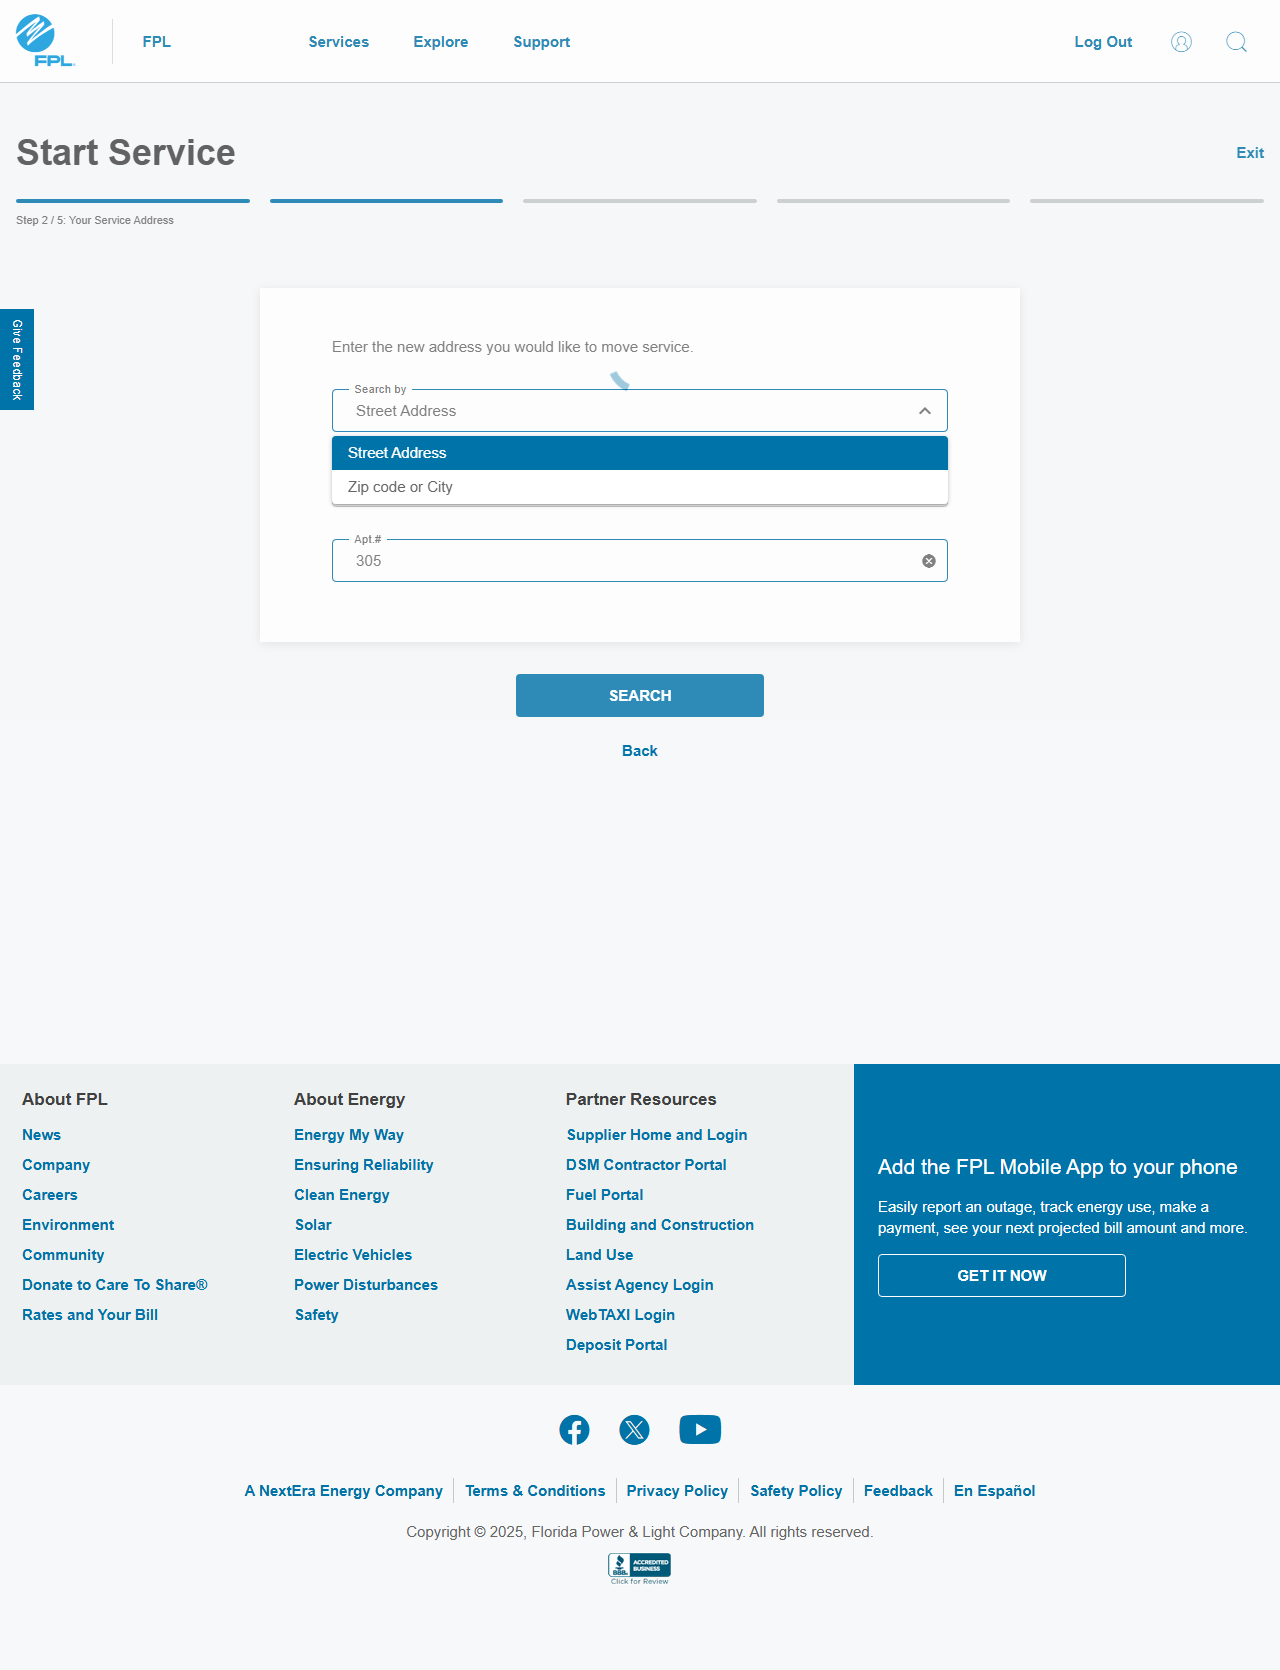 FPL
FPL
Services
Explore
Support
Log Out
Start Service
Exit
Step 2 / 5: Your Service Address
Give Feedback
Enter the new address you would like to move service.
Search by
Street Address
Street Address
Zip code or City
Apt.#
305
SEARCH
Back
About FPL
News
Company
Careers
Environment
Community
Donate to Care To Share®
Rates and Your Bill
About Energy
Energy My Way
Ensuring Reliability
Clean Energy
Solar
Electric Vehicles
Power Disturbances
Safety
Partner Resources
Supplier Home and Login
DSM Contractor Portal
Fuel Portal
Building and Construction
Land Use
Assist Agency Login
WebTAXI Login
Deposit Portal
Add the FPL Mobile App to your phone
Easily report an outage, track energy use, make a
payment, see your next projected bill amount and more.
GET IT NOW
A NextEra Energy Company
Terms & Conditions
Privacy Policy
Safety Policy
Feedback
En Español
Copyright © 2025, Florida Power & Light Company. All rights reserved.
BBB.
ACCREDITED
BUSINESS
Click for Review